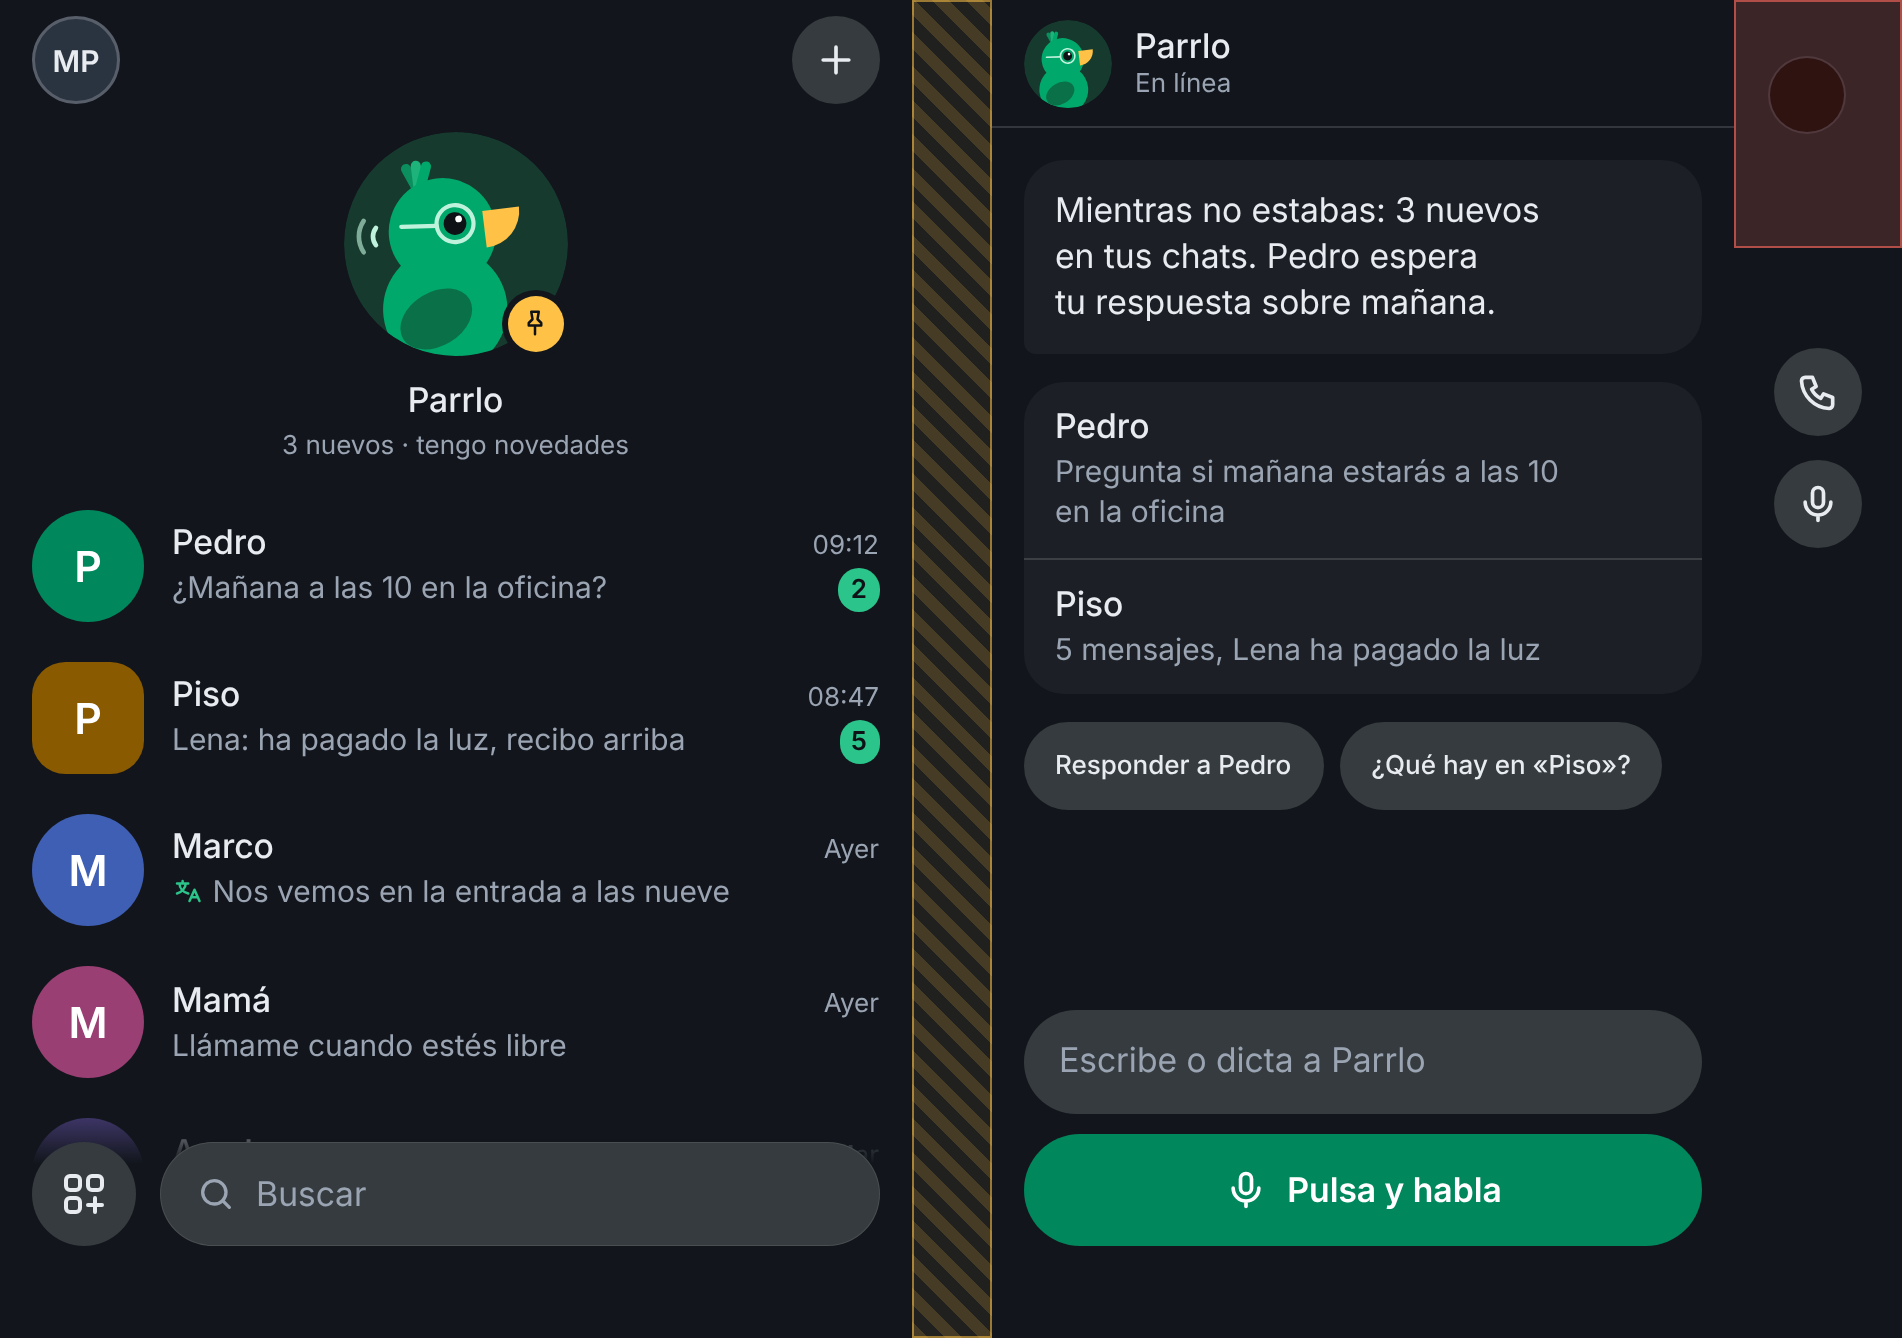 MP
Parrlo
3 nuevos · tengo novedades
P
Pedro
09:12
¿Mañana a las 10 en la oficina?
2
P
Piso
08:47
Lena: ha pagado la luz, recibo arriba
5
M
Marco
Ayer
Nos vemos en la entrada a las nueve
M
Mamá
Ayer
Llámame cuando estés libre
Buscar
Parrlo
En línea
Mientras no estabas: 3 nuevos
en tus chats. Pedro espera
tu respuesta sobre mañana.
Pedro
Pregunta si mañana estarás a las 10
en la oficina
Piso
5 mensajes, Lena ha pagado la luz
Responder a Pedro
¿Qué hay en «Piso»?
Escribe o dicta a Parrlo
Pulsa y habla